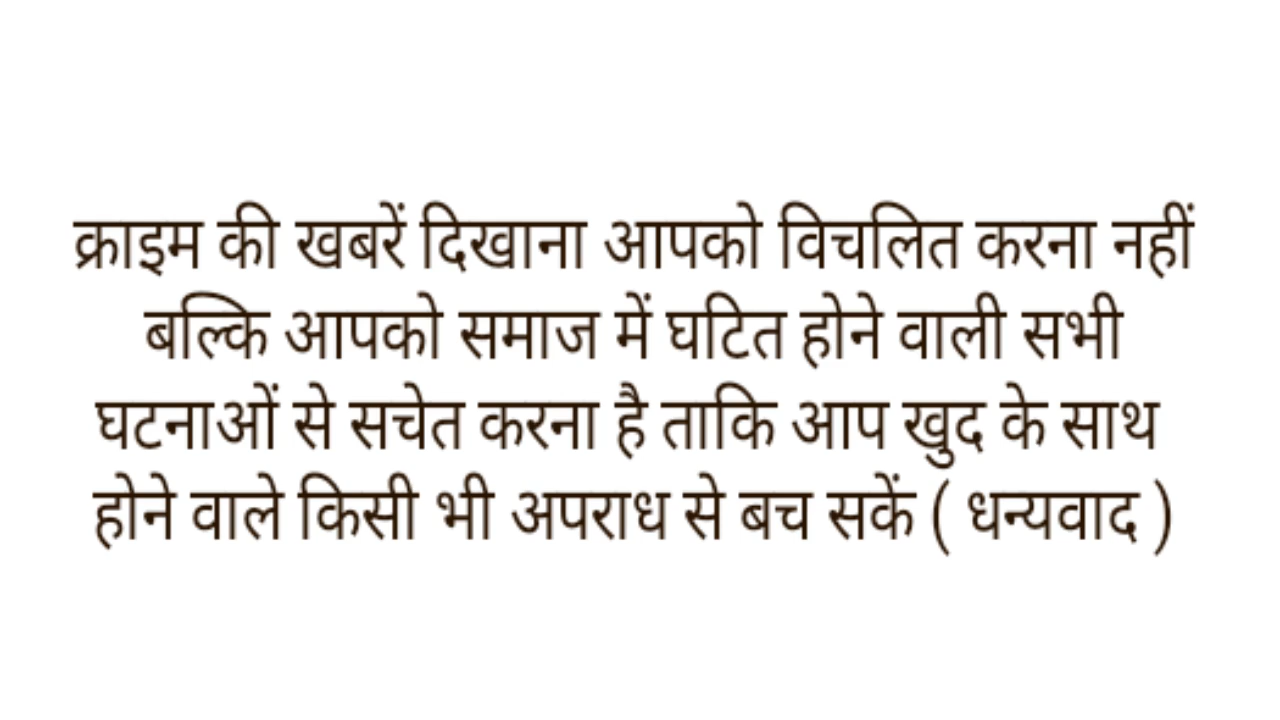 क्राइम की खबरें दिखाना आपको विचलित करना नहीं
बल्कि आपको समाज में घटित होने वाली सभी
घटनाओं से सचेत करना है ताकि आप खुद के साथ
होने वाले किसी भी अपराध से बच सकें ( धन्यवाद )